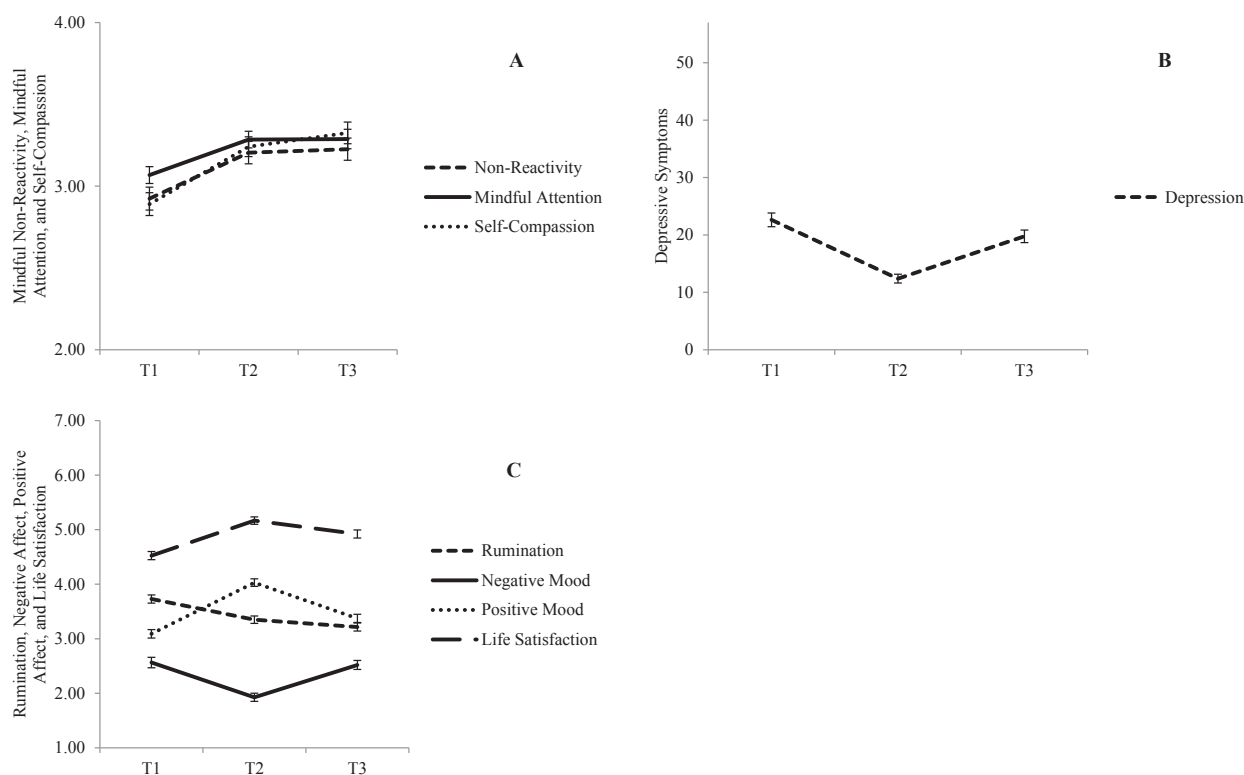 4.00
3.00
2.00
Mindful Non-Reactivity, Mindful
Attention, and Self-Compassion
A
Non-Reactivity
Mindful Attention
Self-Compassion
T1 T2 T3
50
40
30
20
10
0
Depressive Symptoms
B
Depression
T1 T2 T3
7.00
6.00
5.00
4.00
3.00
2.00
1.00
Rumination, Negative Affect, Positive
Affect, and Life Satisfaction
C
Rumination
Negative Mood
Positive Mood
Life Satisfaction
T1 T2 T3